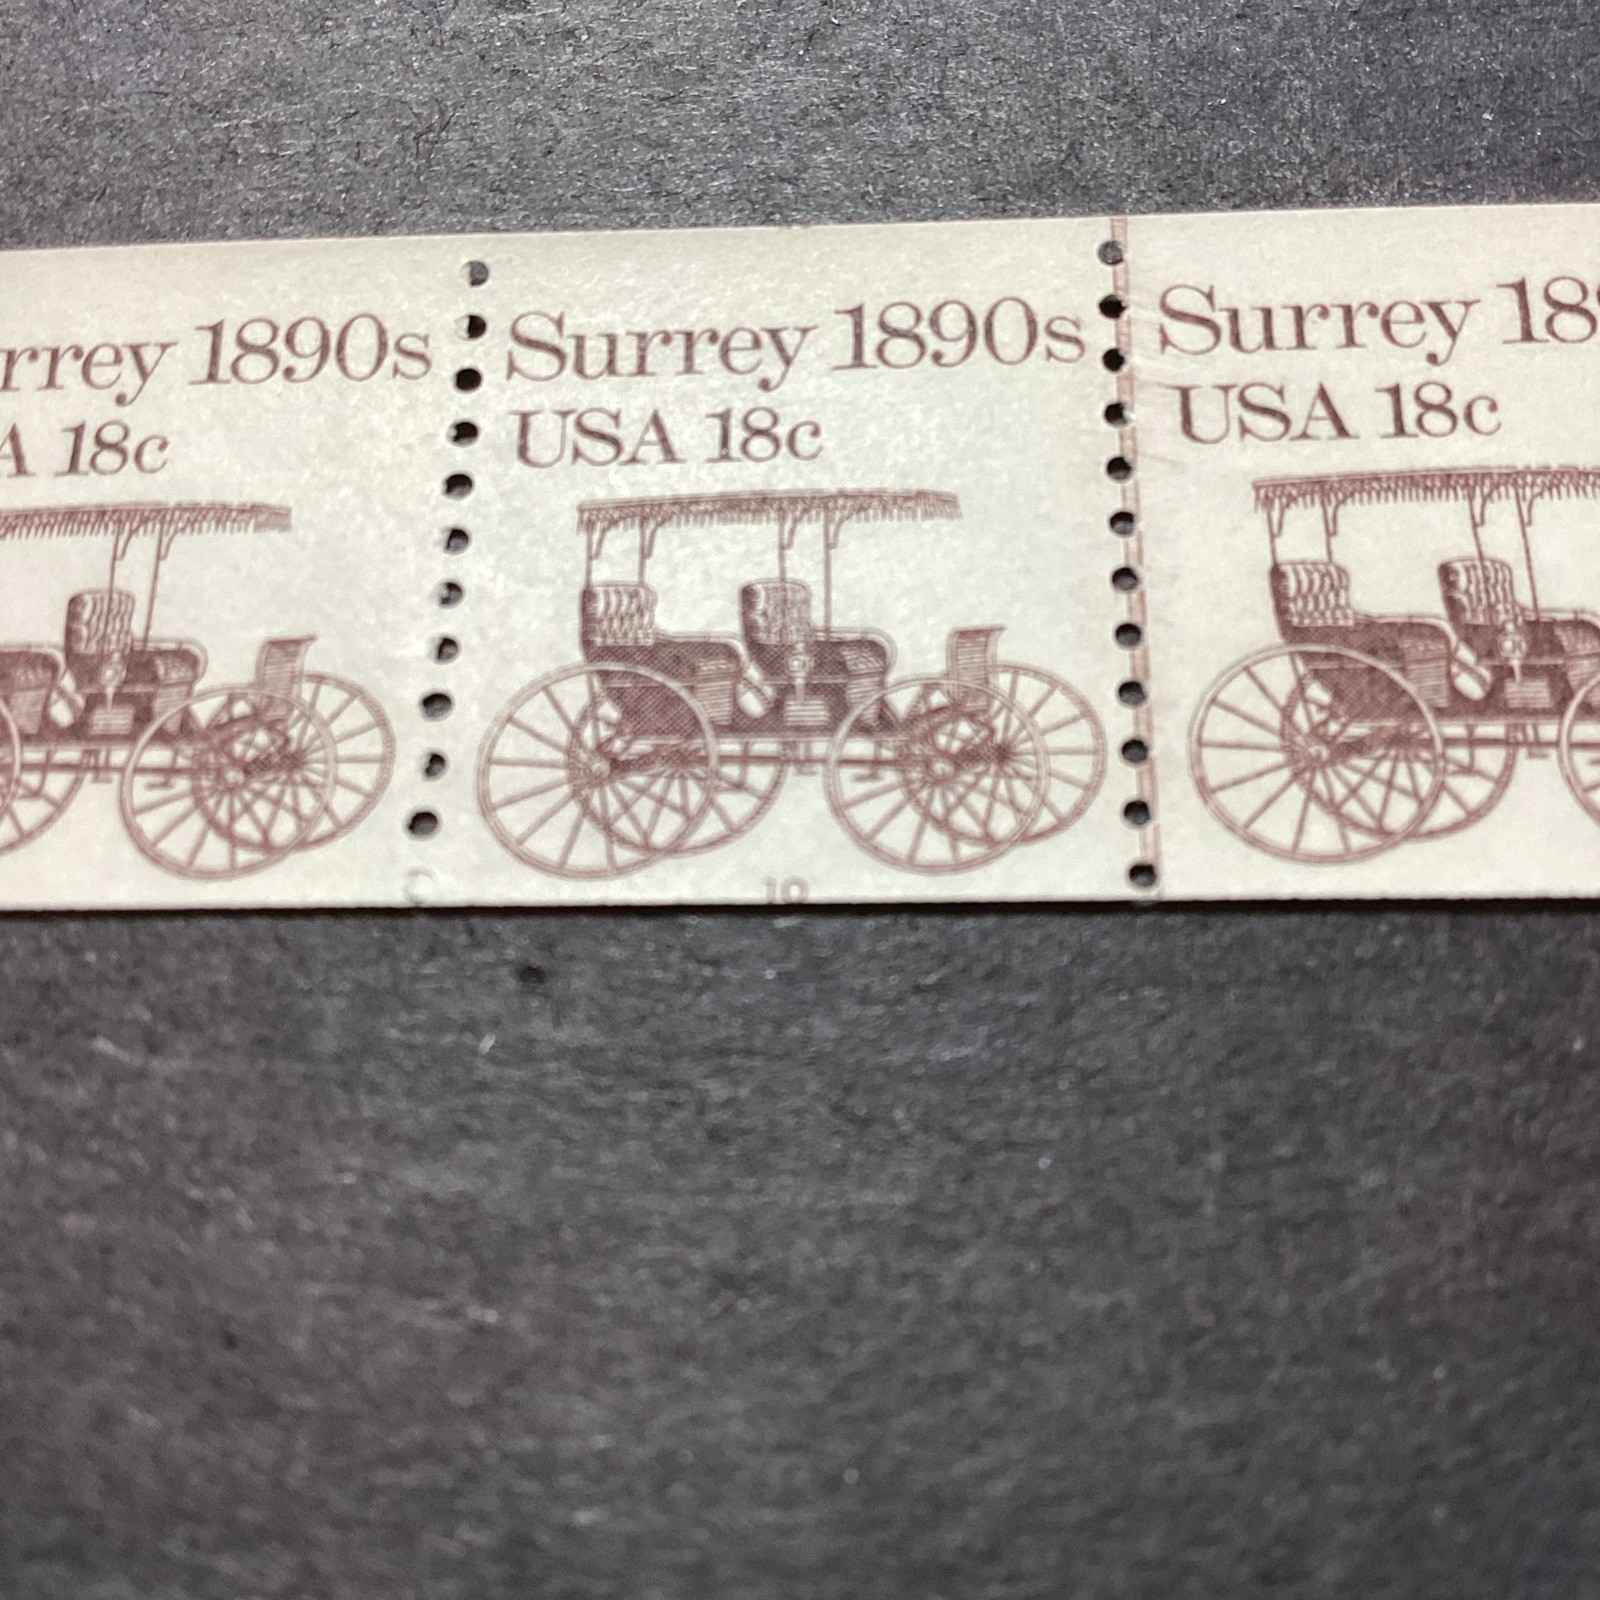 rrey 1890s
A 18c
Surrey 1890s
USA 18c
Surrey 18
USA 18c